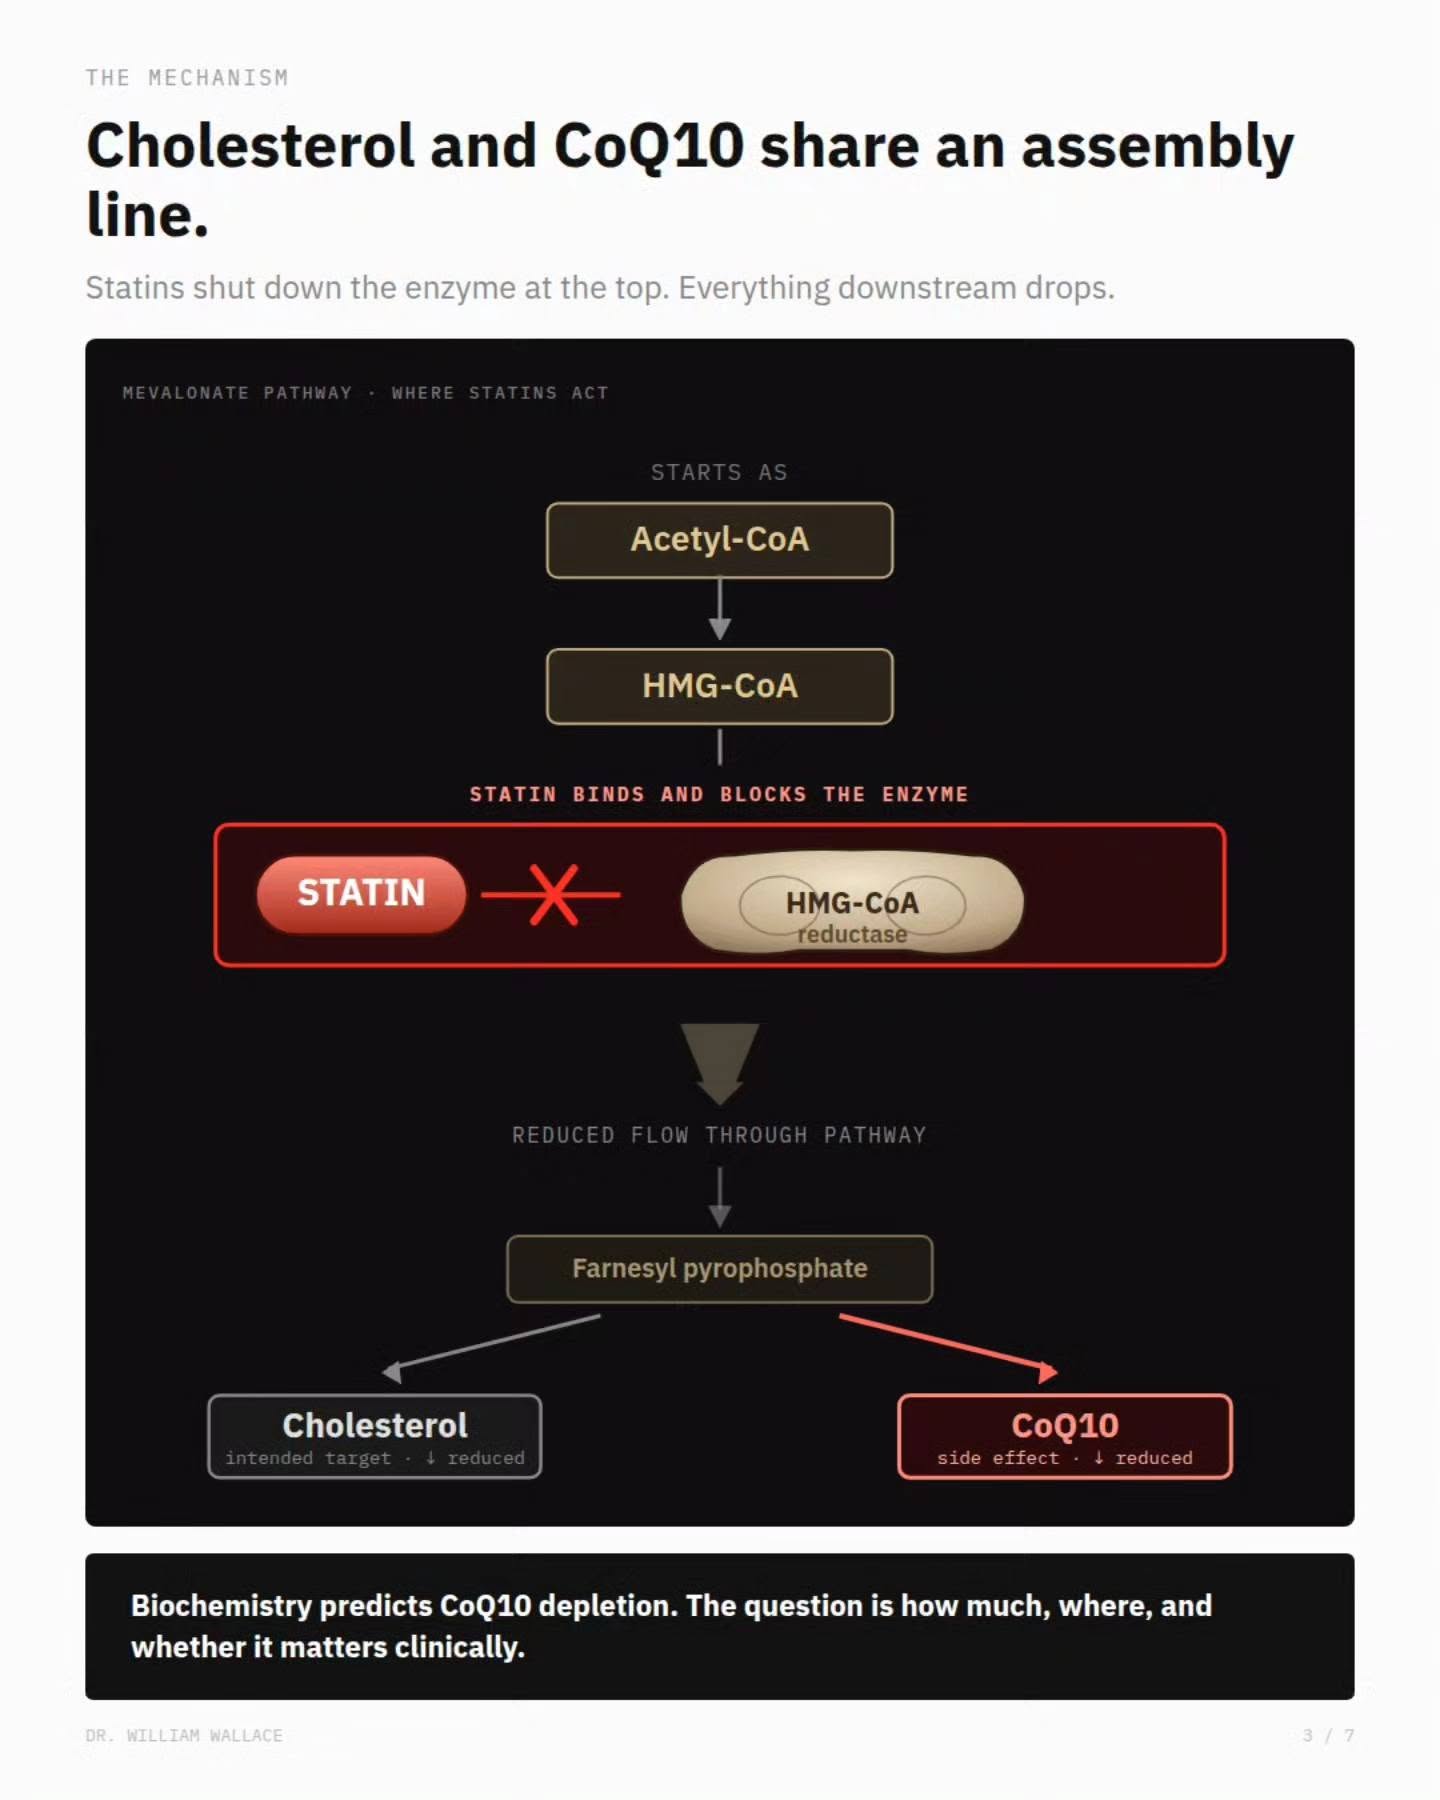 THE MECHANISM
Cholesterol and CoQ10 share an assembly
line.
Statins shut down the enzyme at the top. Everything downstream drops.
MEVALONATE PATHWAY · WHERE STATINS ACT
STARTS AS
Acetyl-CoA
HMG-CoA
STATIN BINDS AND BLOCKS THE ENZYME
STATIN
HMG-CoA
reductase
REDUCED FLOW THROUGH PATHWAY
Farnesyl pyrophosphate
Cholesterol
intended target · ↓ reduced
CoQ10
side effect · ↓ reduced
Biochemistry predicts CoQ10 depletion. The question is how much, where, and
whether it matters clinically.
DR. WILLIAM WALLACE
3 / 7